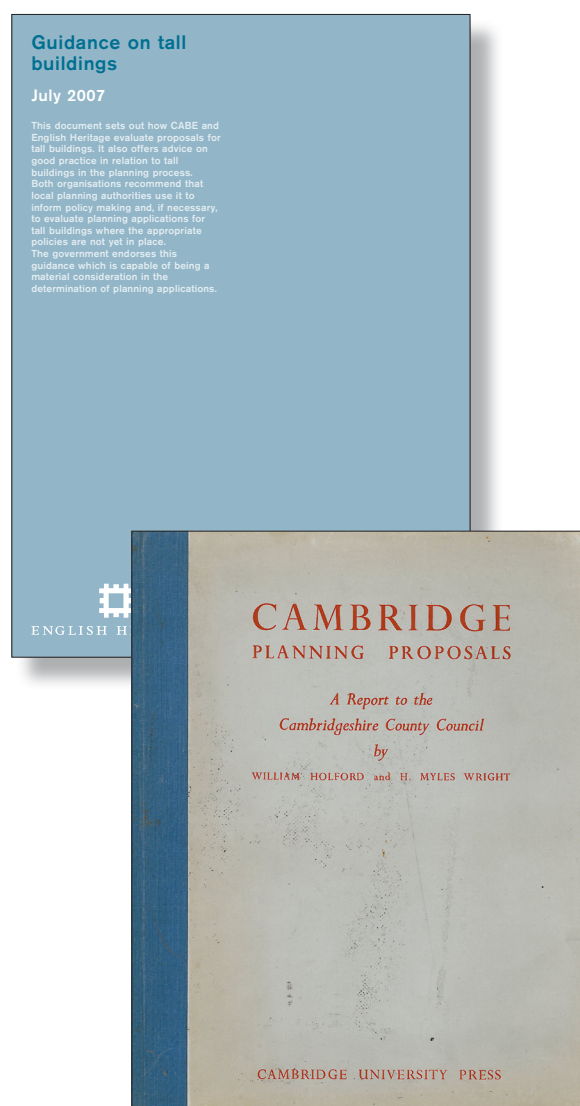 Guidance on tall
buildings
July 2007
This document sets out how CABE and
English Heritage evaluate proposals for
tall buildings. It also offers advice on
good practice in relation to tall
buildings in the planning process.
Both organisations recommend that
local planning authorities use it to
inform policy making and, if necessary,
to evaluate planning applications for
tall buildings where the appropriate
policies are not yet in place.
The government endorses this
guidance which is capable of being a
material consideration in the
determination of planning applications.
ENGLISH H
CAMBRIDGE
PLANNING PROPOSALS
A Report to the
Cambridgeshire County Council
by
WILLIAM HOLFORD and H. MYLES WRIGHT
CAMBRIDGE UNIVERSITY PRESS